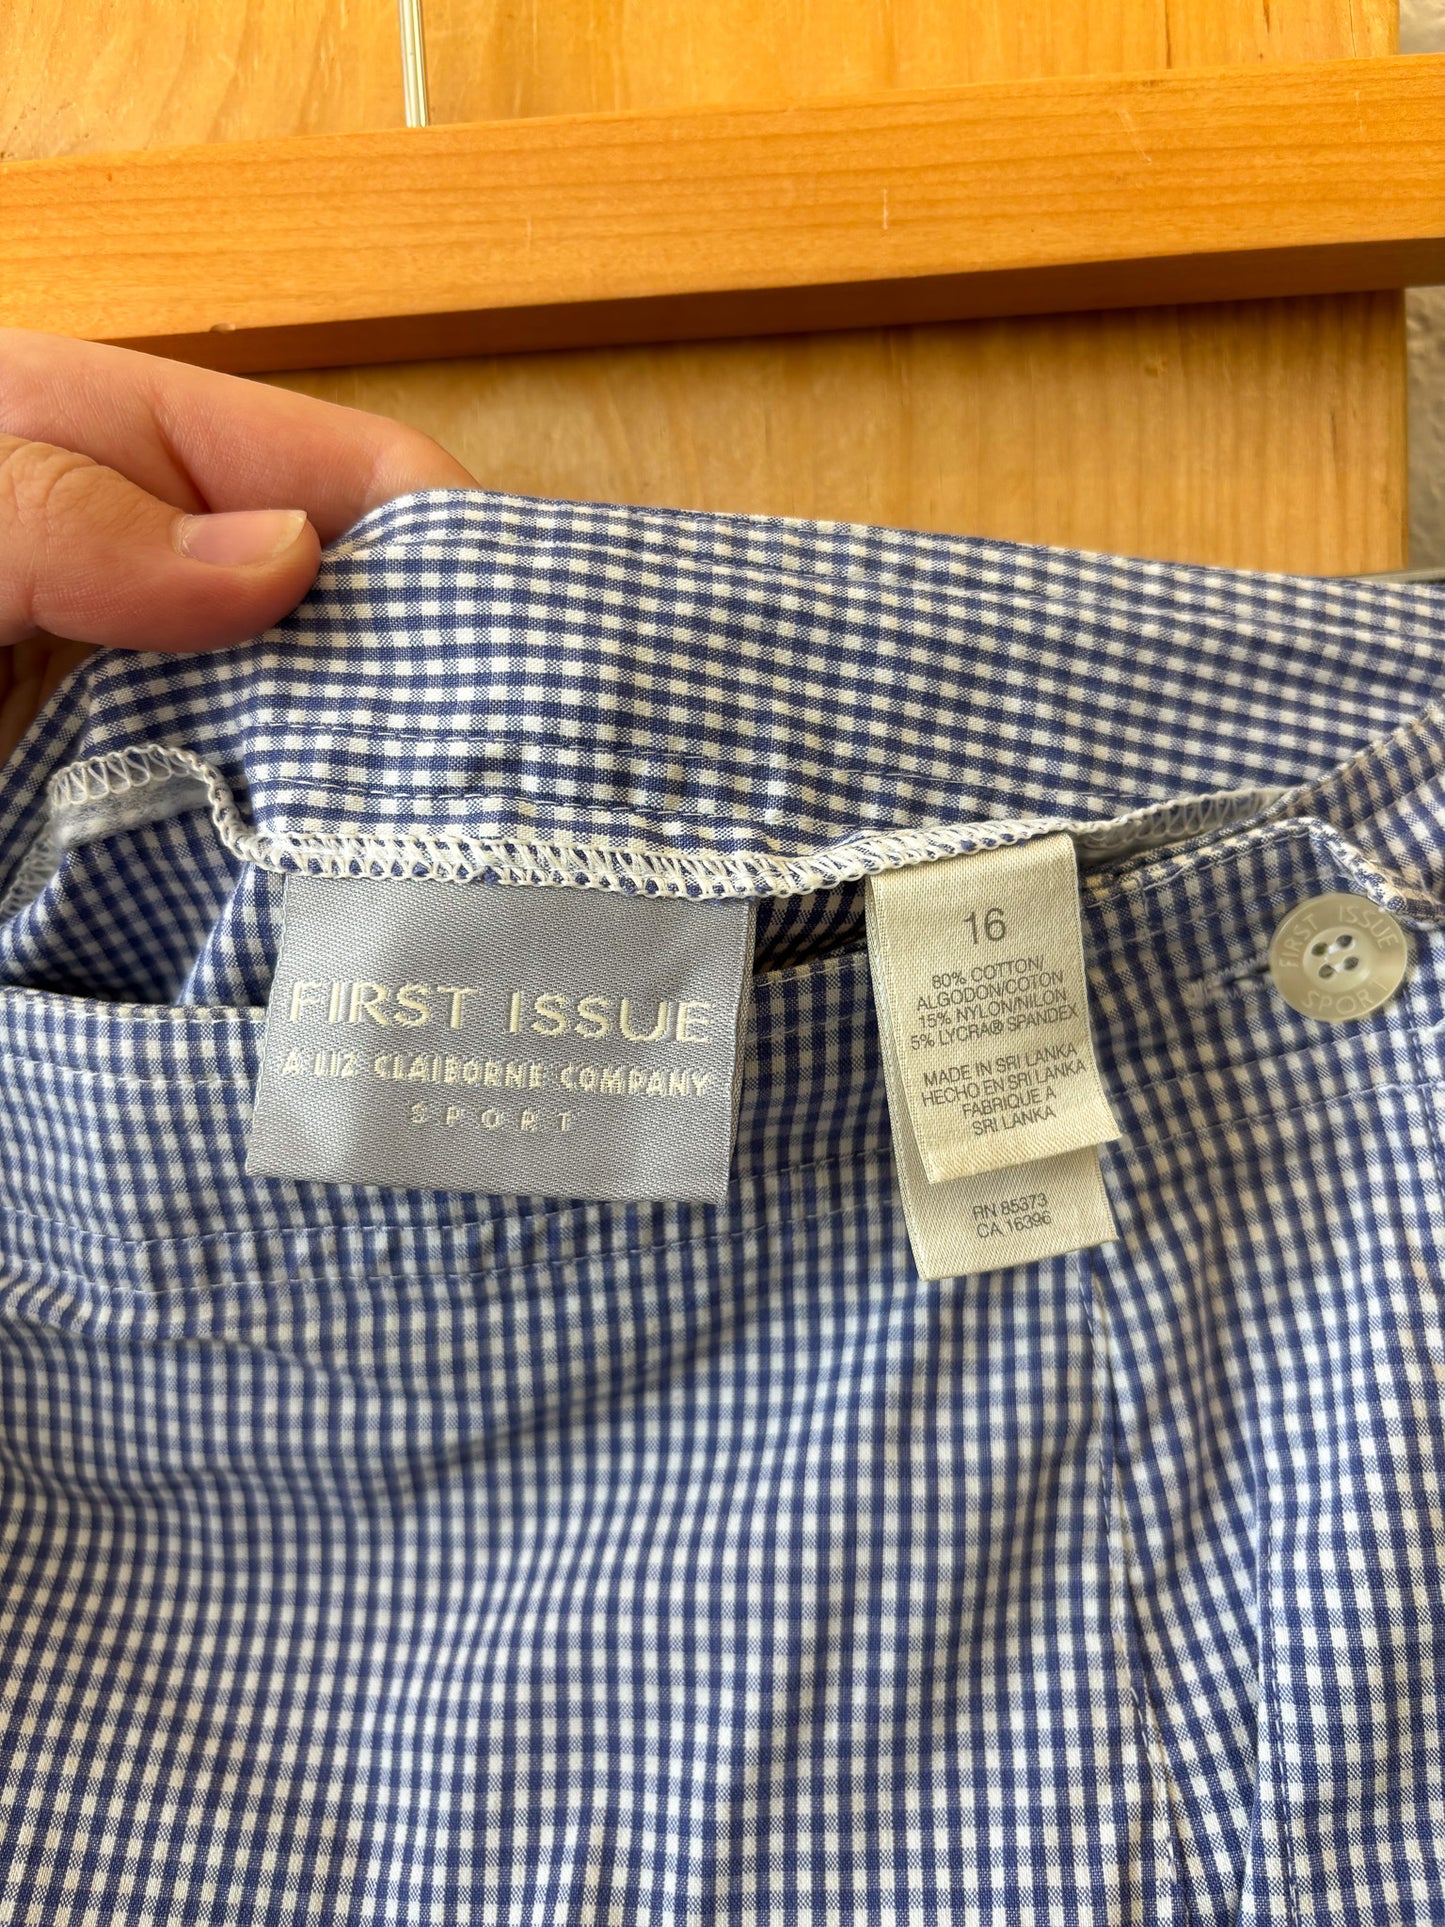 FIRST ISSUE
A LIZ CLAIBORNE COMPANY
SPORT
16
80% COTTON/
ALGODON/COTON
15% NYLON/NILON
5% LYCRA® SPANDEX
MADE IN SRI LANKA
HECHO EN SRI LANKA
FABRIQUE A
SRI LANKA
RN 85373
CA 16396
FIRST ISSUE
SPORT